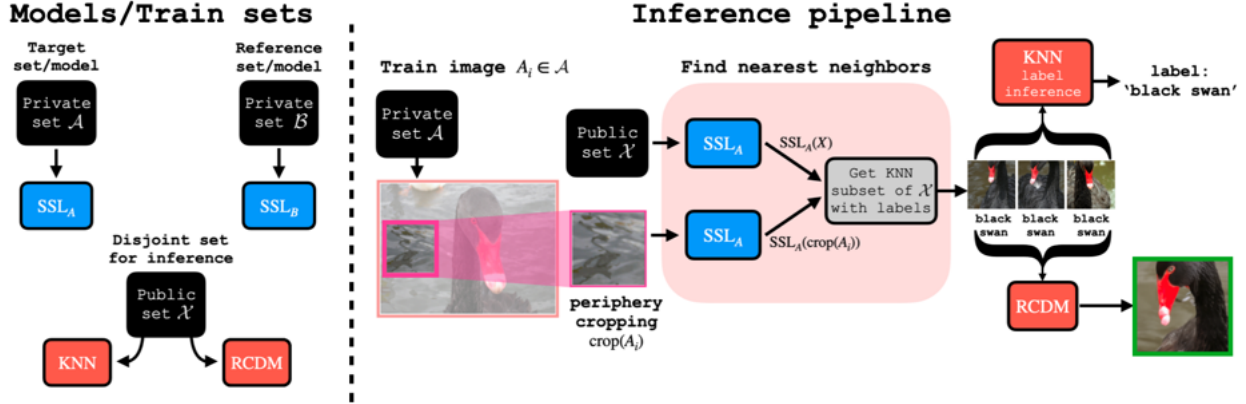 Models/Train sets
Target
set/model
Reference
set/model
Private
set 𝒜
Private
set ℬ
SSL_A
SSL_B
Disjoint set
for inference
Public
set 𝒳
KNN
RCDM
Inference pipeline
Train image A_i ∈ 𝒜
Private
set 𝒜
periphery
cropping
crop(A_i)
Find nearest neighbors
Public
set 𝒳
SSL_A
SSL_A(X)
SSL_A
SSL_A(crop(A_i))
Get KNN
subset of 𝒳
with labels
KNN
label
inference
label:
‘black swan’
black
swan
black
swan
black
swan
RCDM